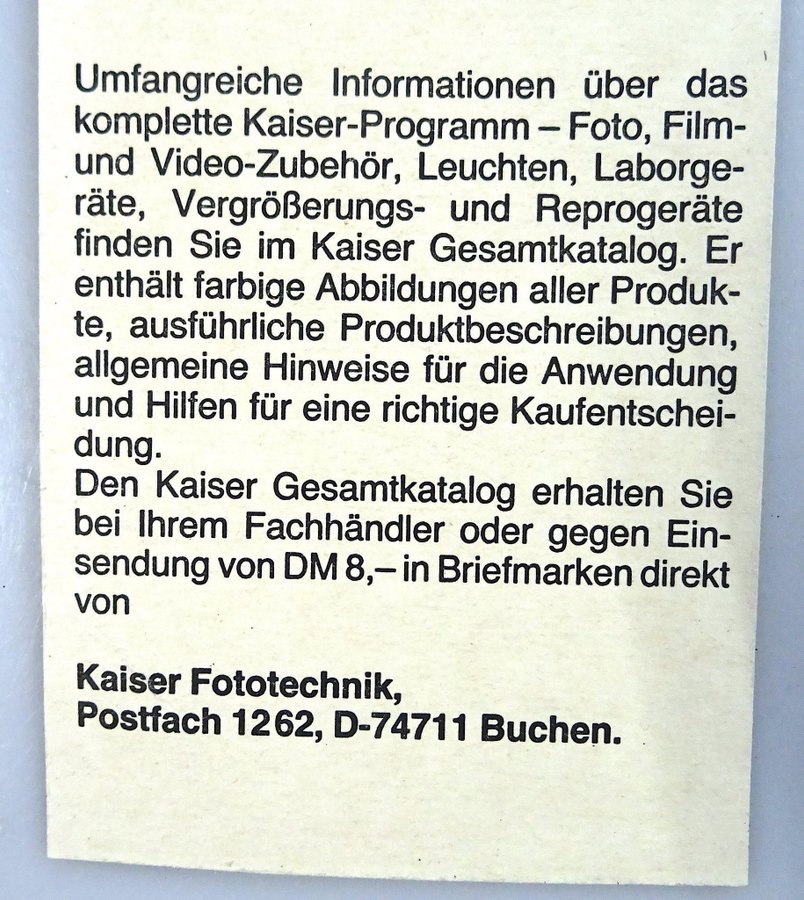 Umfangreiche Informationen über das
komplette Kaiser-Programm – Foto, Film-
und Video-Zubehör, Leuchten, Laborge-
räte, Vergrößerungs- und Reprogeräte
finden Sie im Kaiser Gesamtkatalog. Er
enthält farbige Abbildungen aller Produk-
te, ausführliche Produktbeschreibungen,
allgemeine Hinweise für die Anwendung
und Hilfen für eine richtige Kaufentschei-
dung.
Den Kaiser Gesamtkatalog erhalten Sie
bei Ihrem Fachhändler oder gegen Ein-
sendung von DM 8,– in Briefmarken direkt
von
Kaiser Fototechnik,
Postfach 1262, D-74711 Buchen.